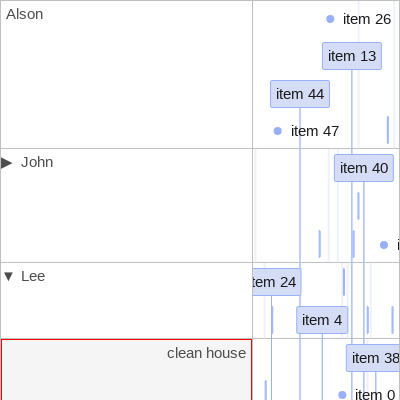 Alson
item 26
item 13
item 44
item 47
▶ John
item 40
▼ Lee
item 24
item 4
clean house
item 38
item 0